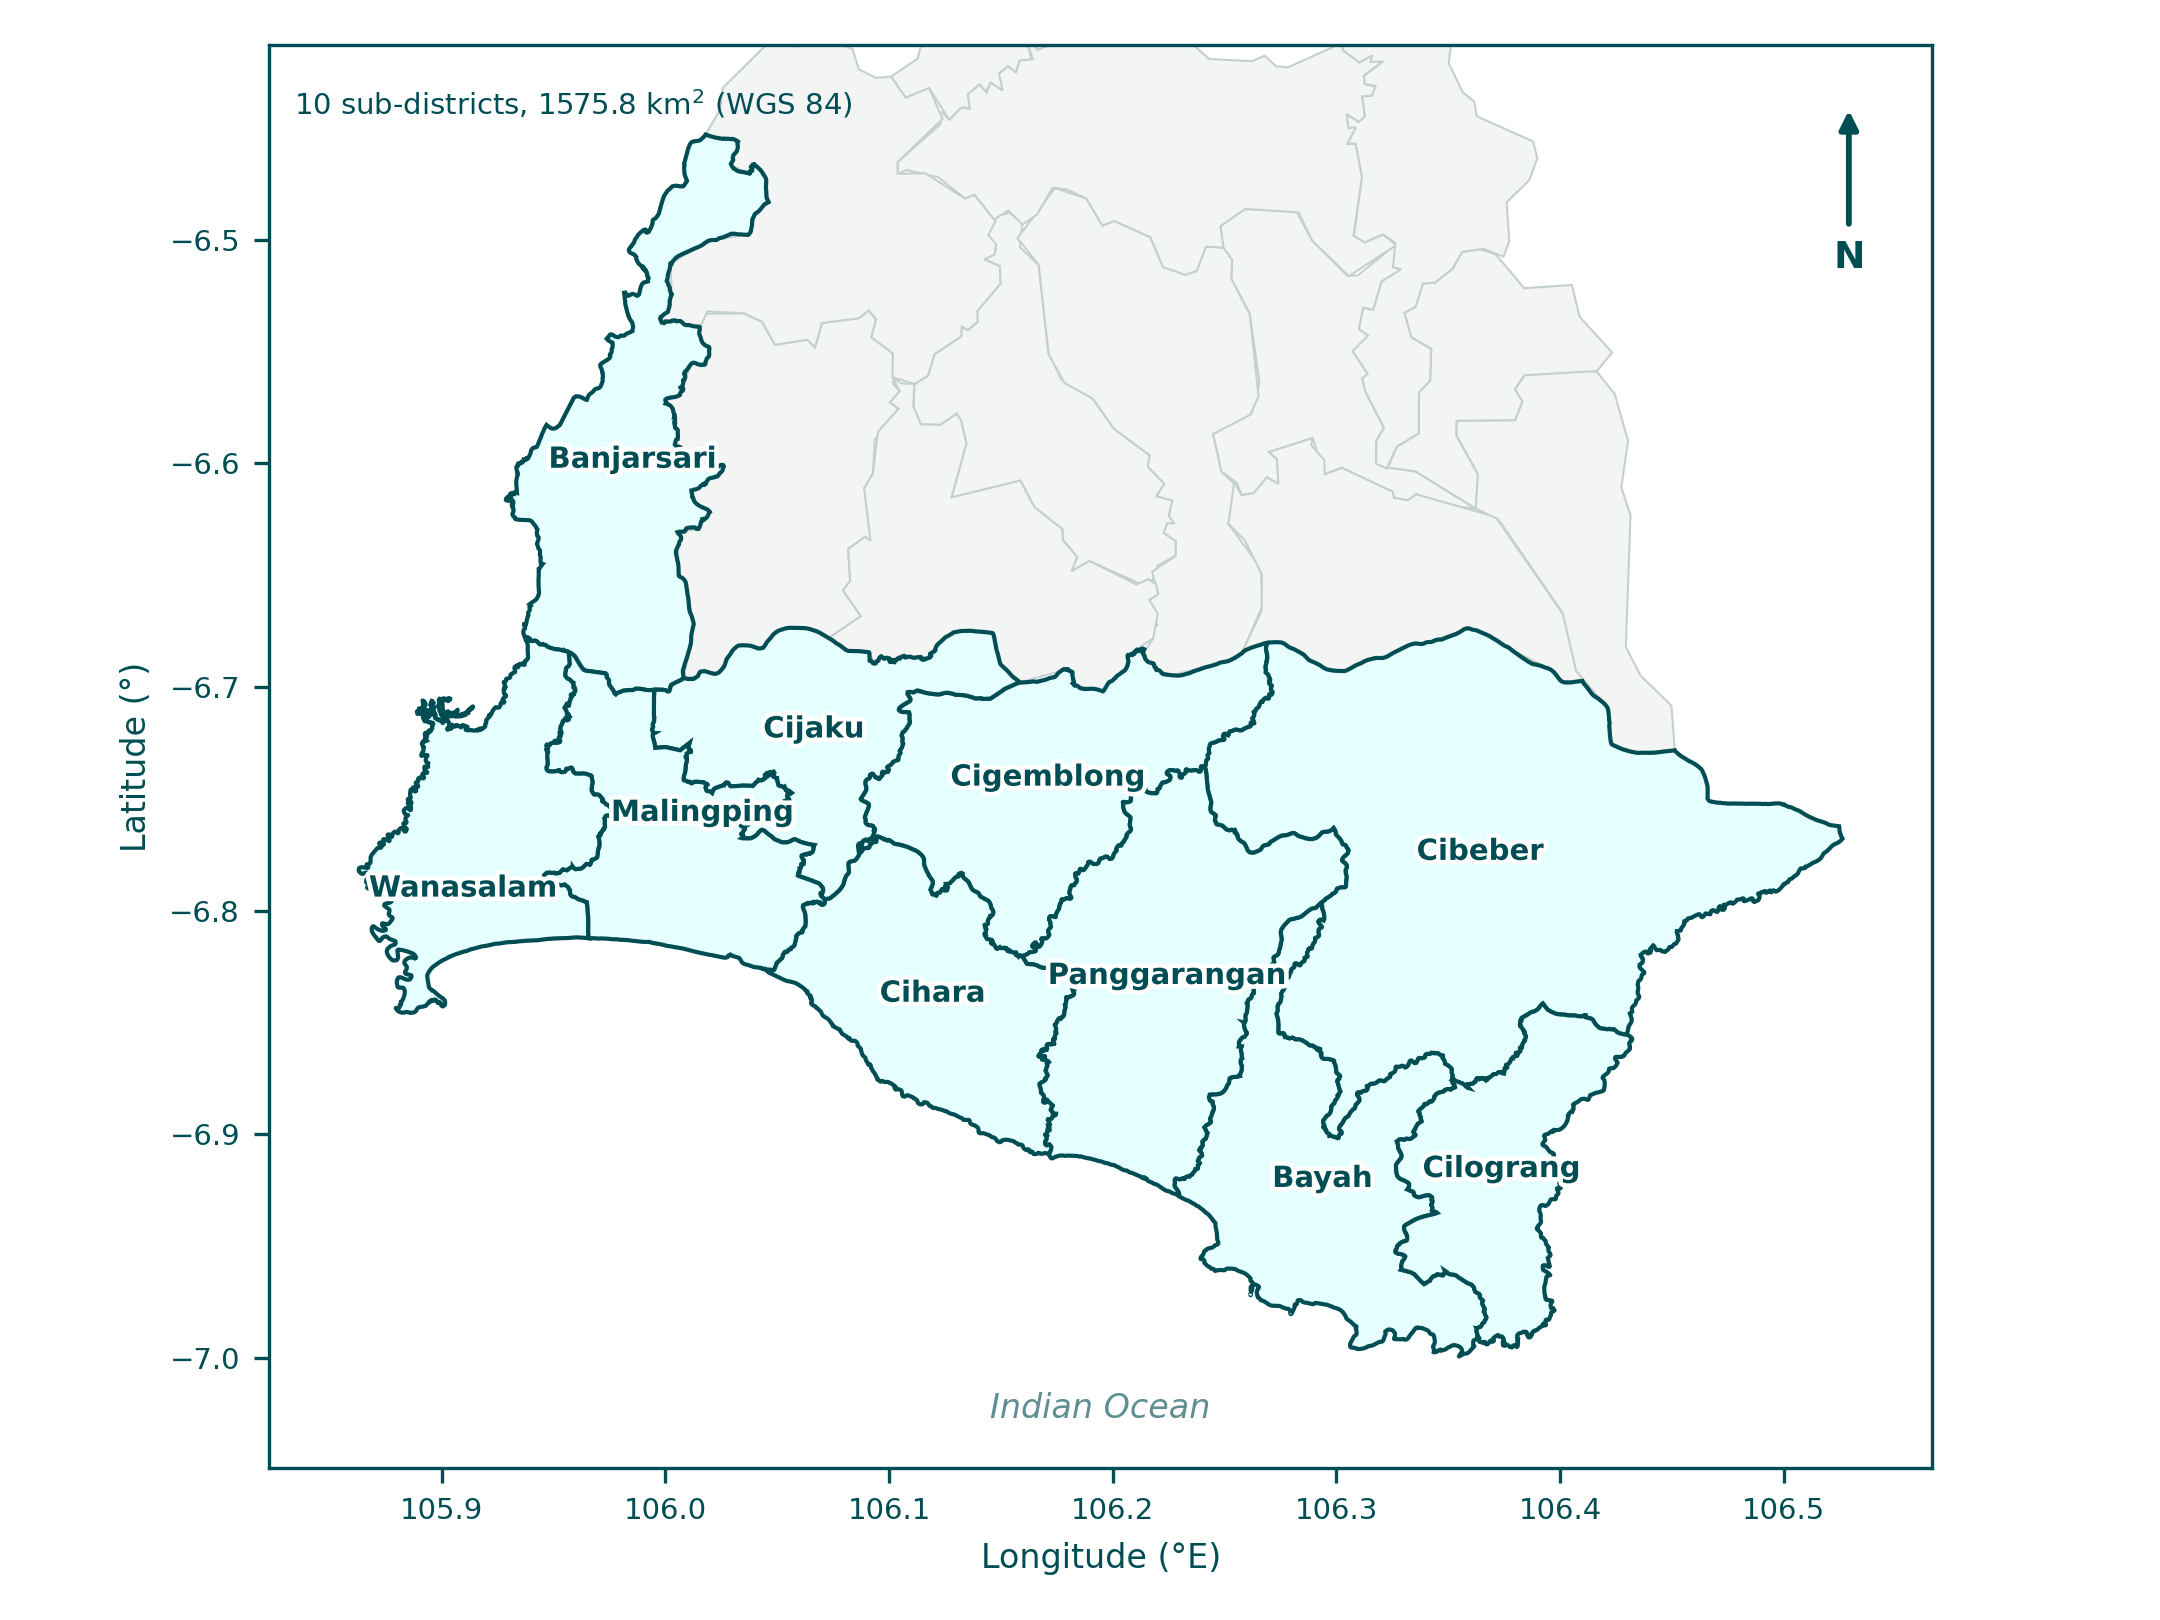 10 sub-districts, 1575.8 km² (WGS 84)
N
−6.5
−6.6
−6.7
−6.8
−6.9
−7.0
Latitude (°)
Banjarsari
Cijaku
Cigemblong
Malingping
Cibeber
Wanasalam
Panggarangan
Cihara
Cilograng
Bayah
Indian Ocean
105.9 106.0 106.1 106.2 106.3 106.4 106.5
Longitude (°E)